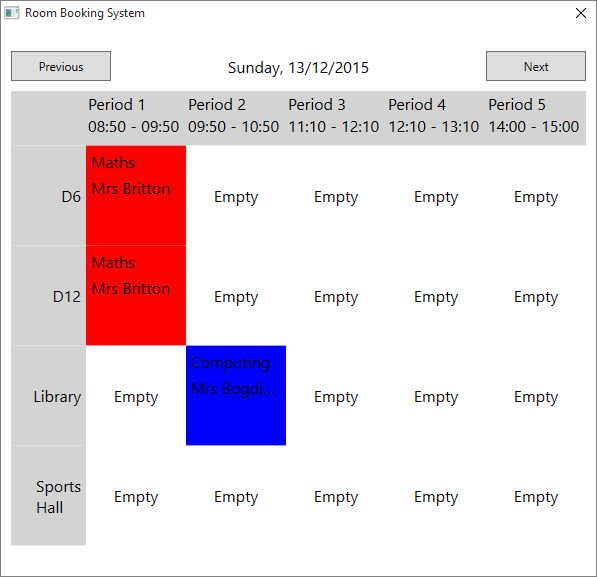 Room Booking System
Previous
Sunday, 13/12/2015
Next
Period 1 Period 2 Period 3 Period 4 Period 5
08:50 - 09:50 09:50 - 10:50 11:10 - 12:10 12:10 - 13:10 14:00 - 15:00
Maths
Mrs Britton
D6 Empty Empty Empty Empty
Maths
Mrs Britton
D12 Empty Empty Empty Empty
Computing
Mrs Bogdi...
Library Empty Empty Empty Empty
Sports
Hall
Empty Empty Empty Empty Empty